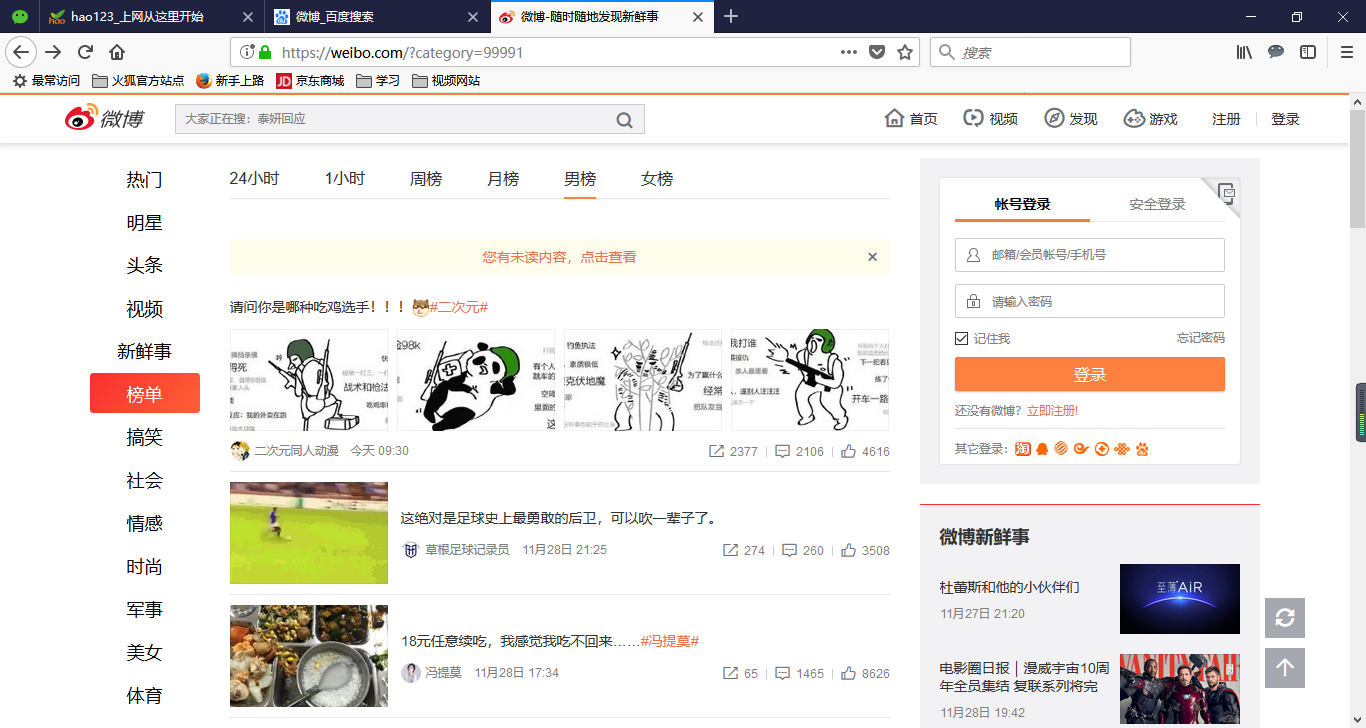 hao123_上网从这里开始
微博_百度搜索
微博-随时随地发现新鲜事
https://weibo.com/?category=99991
搜索
最常访问
火狐官方站点
新手上路
JD 京东商城
学习
视频网站
微博
大家正在搜：泰妍回应
首页
视频
发现
游戏
注册
登录
热门
明星
头条
视频
新鲜事
榜单
搞笑
社会
情感
时尚
军事
美女
体育
24小时
1小时
周榜
月榜
男榜
女榜
您有未读内容，点击查看
请问你是哪种吃鸡选手！！！#二次元#
战术和枪法
钓鱼执法
二次元同人动漫 今天 09:30
2377
2106
4616
这绝对是足球史上最勇敢的后卫，可以吹一辈子了。
草根足球记录员 11月28日 21:25
274
260
3508
18元任意续吃，我感觉我吃不回来……#冯提莫#
冯提莫 11月28日 17:34
65
1465
8626
帐号登录
安全登录
邮箱/会员帐号/手机号
请输入密码
记住我
忘记密码
登录
还没有微博？立即注册!
其它登录：
微博新鲜事
杜蕾斯和他的小伙伴们
11月27日 21:20
至薄AiR
电影圈日报｜漫威宇宙10周
年全员集结 复联系列将完
11月28日 19:42